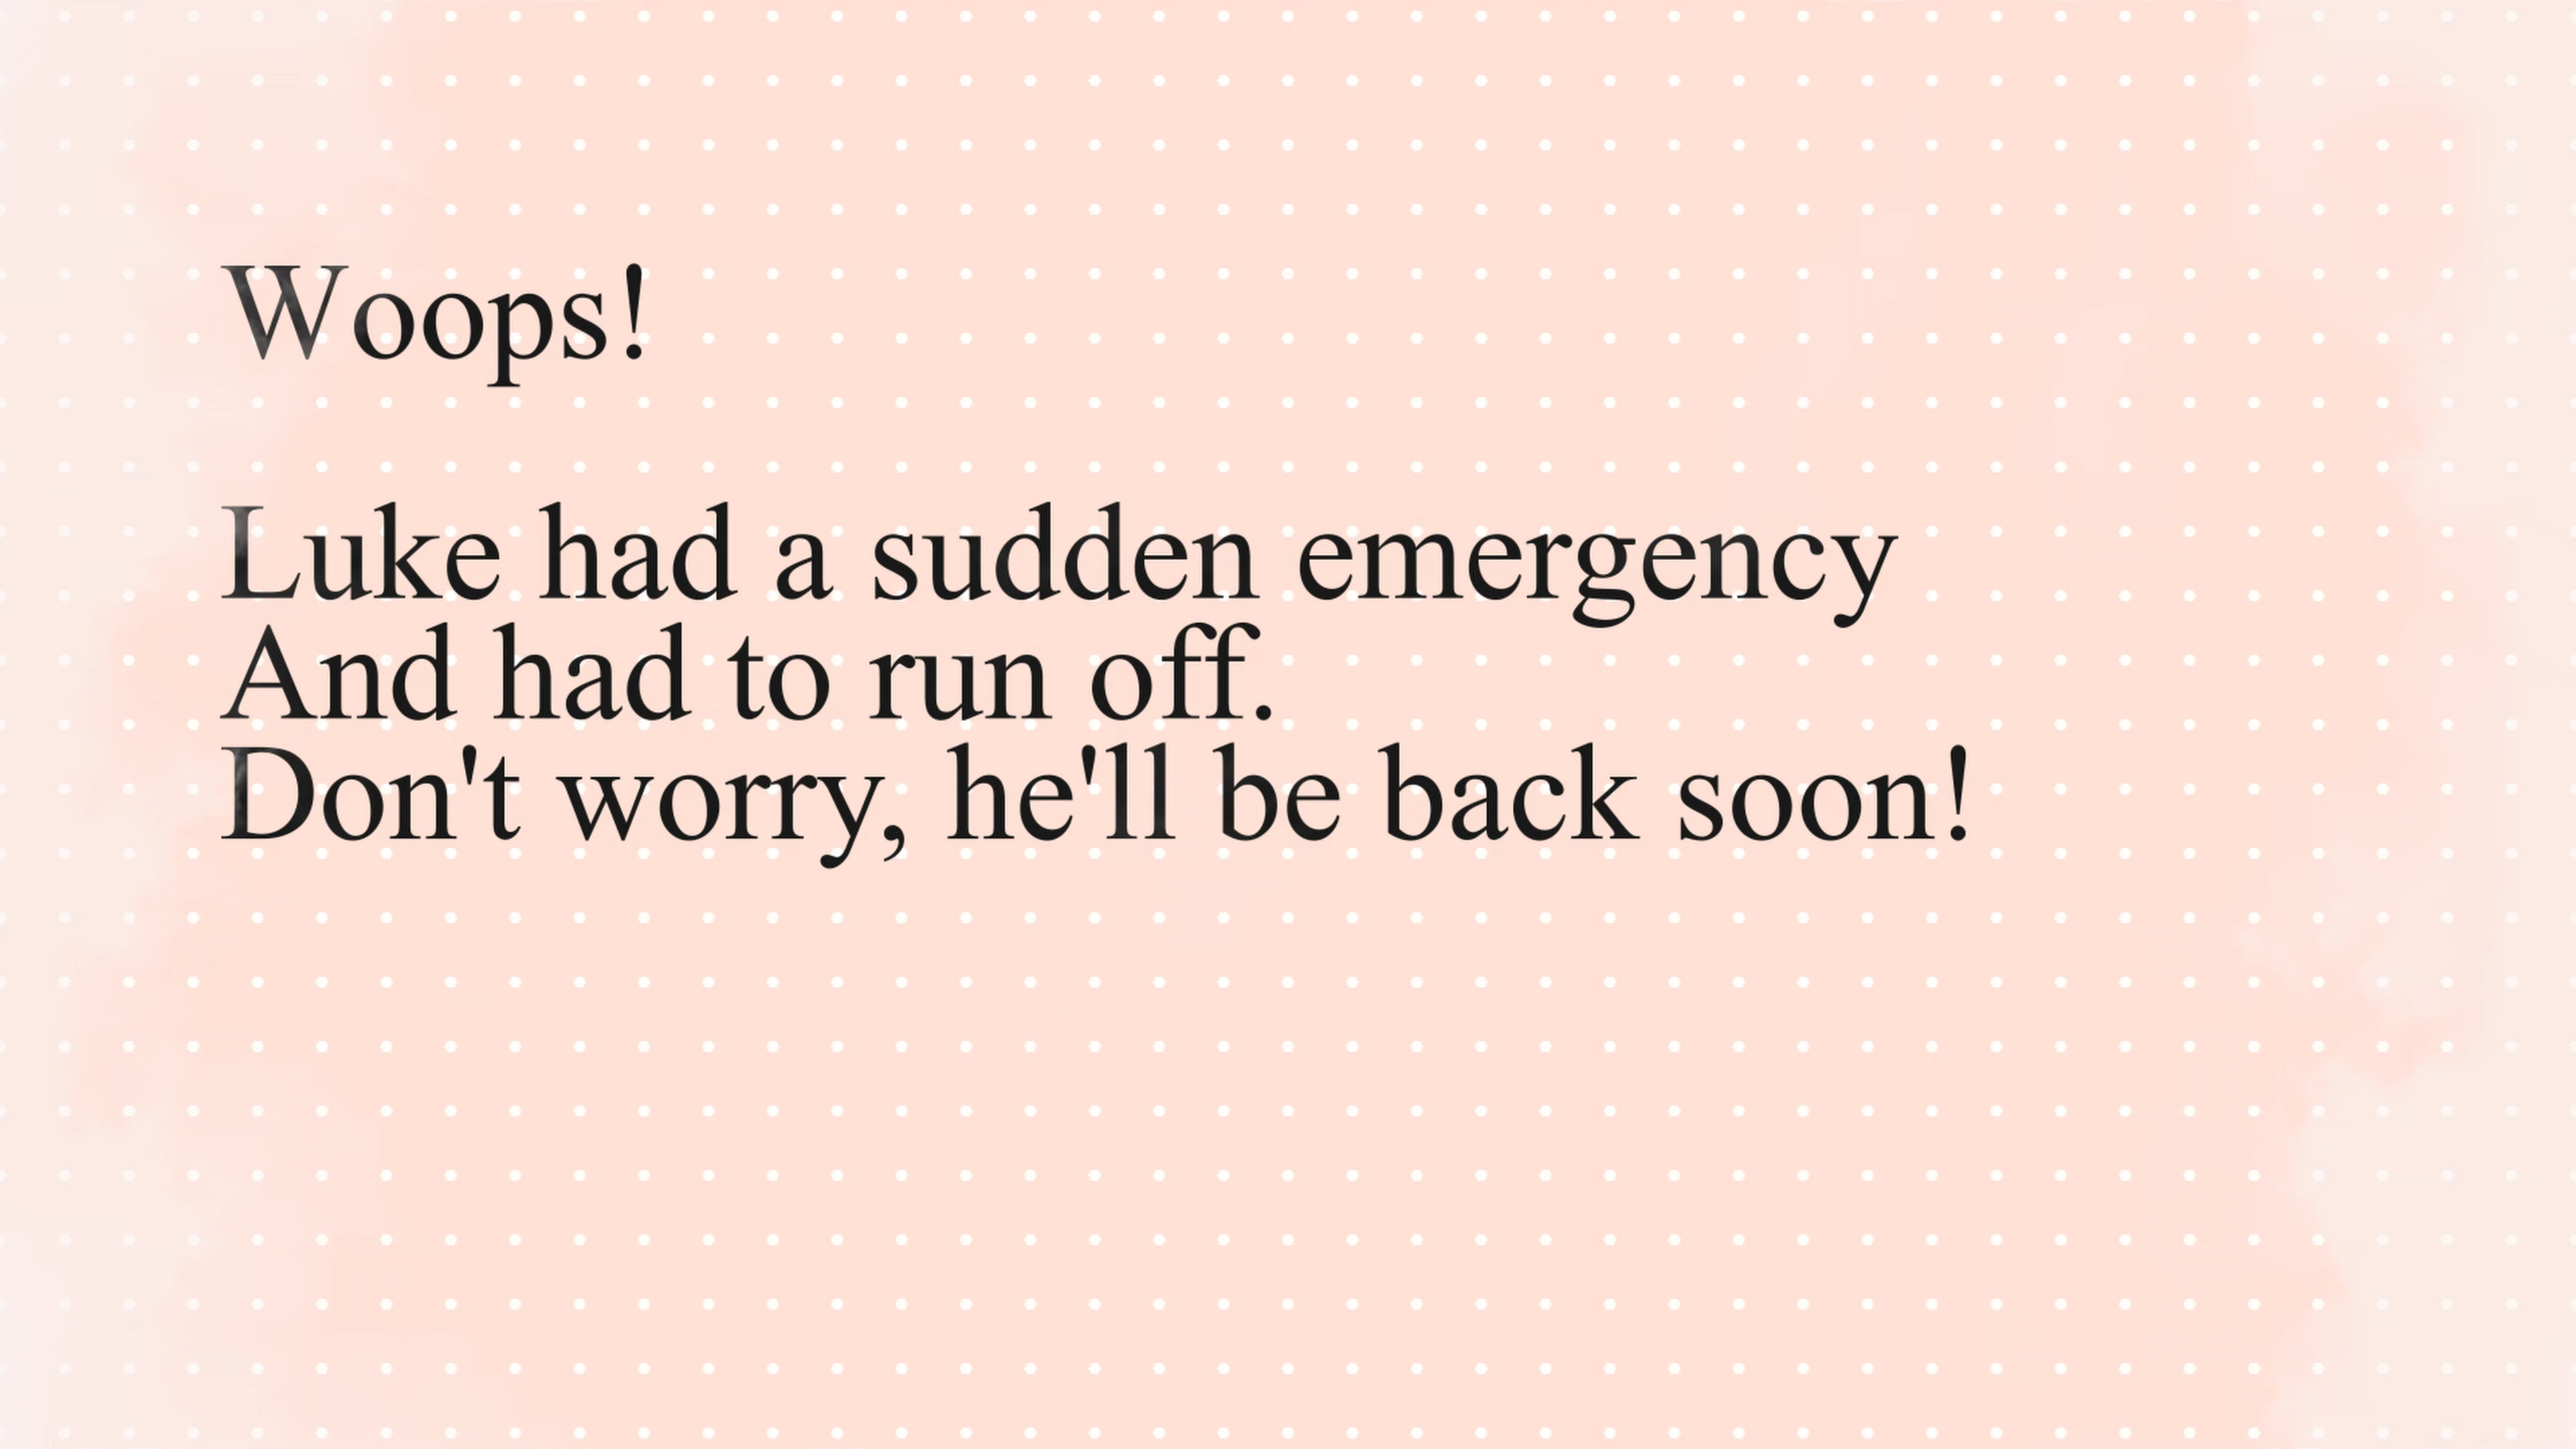 Woops!
Luke had a sudden emergency
And had to run off.
Don't worry, he'll be back soon!